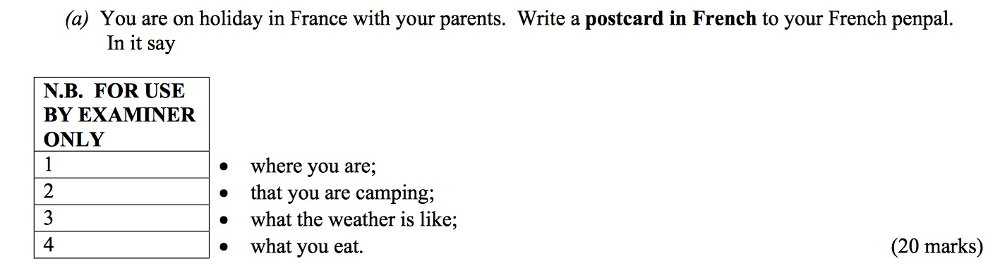 (a) You are on holiday in France with your parents. Write a postcard in French to your French penpal.
In it say
N.B. FOR USE
BY EXAMINER
ONLY
1 • where you are;
2 • that you are camping;
3 • what the weather is like;
4 • what you eat. (20 marks)